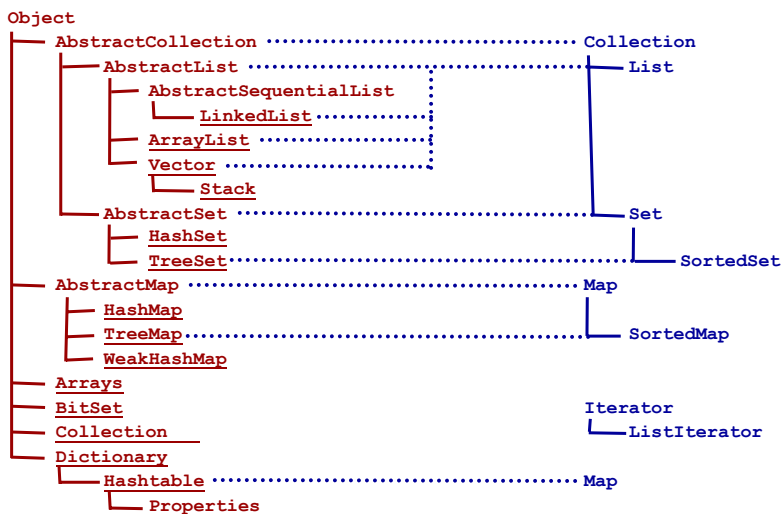 Object
AbstractCollection Collection
AbstractList List
AbstractSequentialList
LinkedList
ArrayList
Vector
Stack
AbstractSet Set
HashSet
TreeSet SortedSet
AbstractMap Map
HashMap
TreeMap SortedMap
WeakHashMap
Arrays
BitSet Iterator
Collection ListIterator
Dictionary
Hashtable Map
Properties